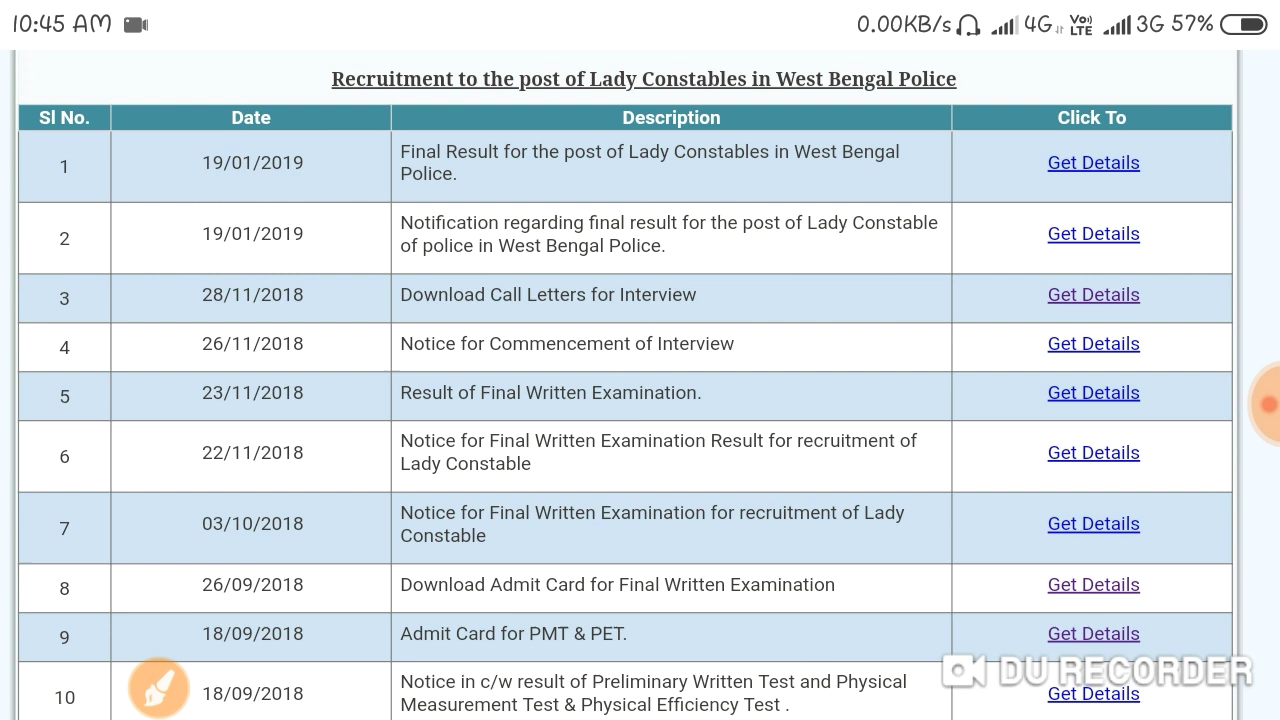 10:45 AM 0.00KB/s 4G Vo)) LTE 3G 57%
Recruitment to the post of Lady Constables in West Bengal Police
Sl No. Date Description Click To
1 19/01/2019 Final Result for the post of Lady Constables in West Bengal Get Details
Police.
2 19/01/2019 Notification regarding final result for the post of Lady Constable Get Details
of police in West Bengal Police.
3 28/11/2018 Download Call Letters for Interview Get Details
4 26/11/2018 Notice for Commencement of Interview Get Details
5 23/11/2018 Result of Final Written Examination. Get Details
6 22/11/2018 Notice for Final Written Examination Result for recruitment of Get Details
Lady Constable
7 03/10/2018 Notice for Final Written Examination for recruitment of Lady Get Details
Constable
8 26/09/2018 Download Admit Card for Final Written Examination Get Details
9 18/09/2018 Admit Card for PMT & PET. Get Details
DU RECORDER
10 18/09/2018 Notice in c/w result of Preliminary Written Test and Physical Get Details
Measurement Test & Physical Efficiency Test .